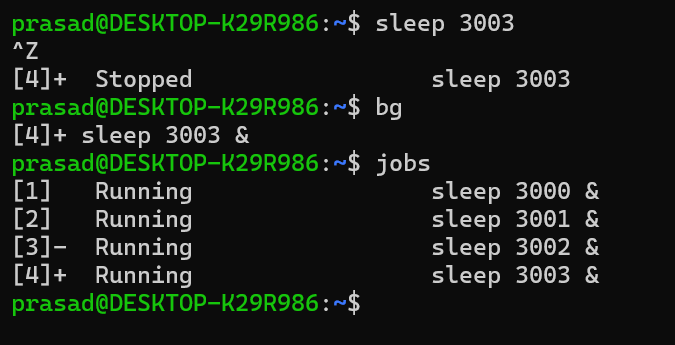 prasad@DESKTOP-K29R986:~$ sleep 3003
^Z
[4]+  Stopped                 sleep 3003
prasad@DESKTOP-K29R986:~$ bg
[4]+ sleep 3003 &
prasad@DESKTOP-K29R986:~$ jobs
[1]   Running                 sleep 3000 &
[2]   Running                 sleep 3001 &
[3]-  Running                 sleep 3002 &
[4]+  Running                 sleep 3003 &
prasad@DESKTOP-K29R986:~$